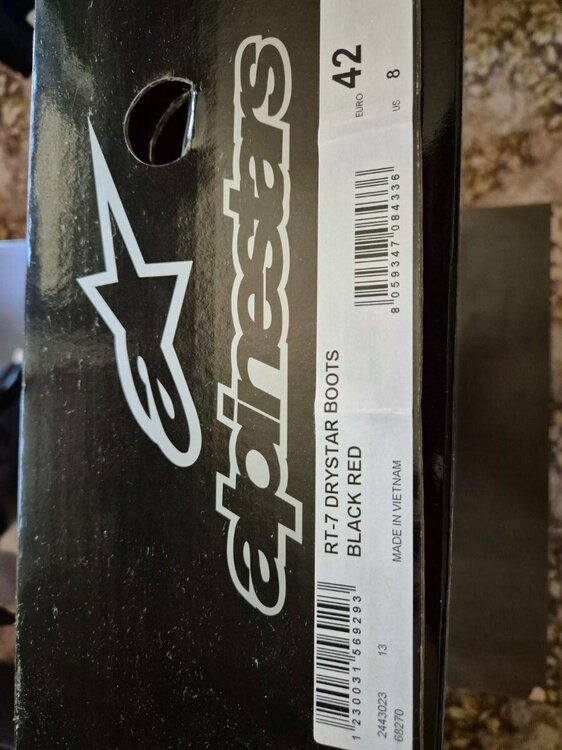 alpinestars
1 230031 569293
2443023 13
68270
RT-7 DRYSTAR BOOTS
BLACK RED
MADE IN VIETNAM
8 059347 084336
EURO 42
US 8